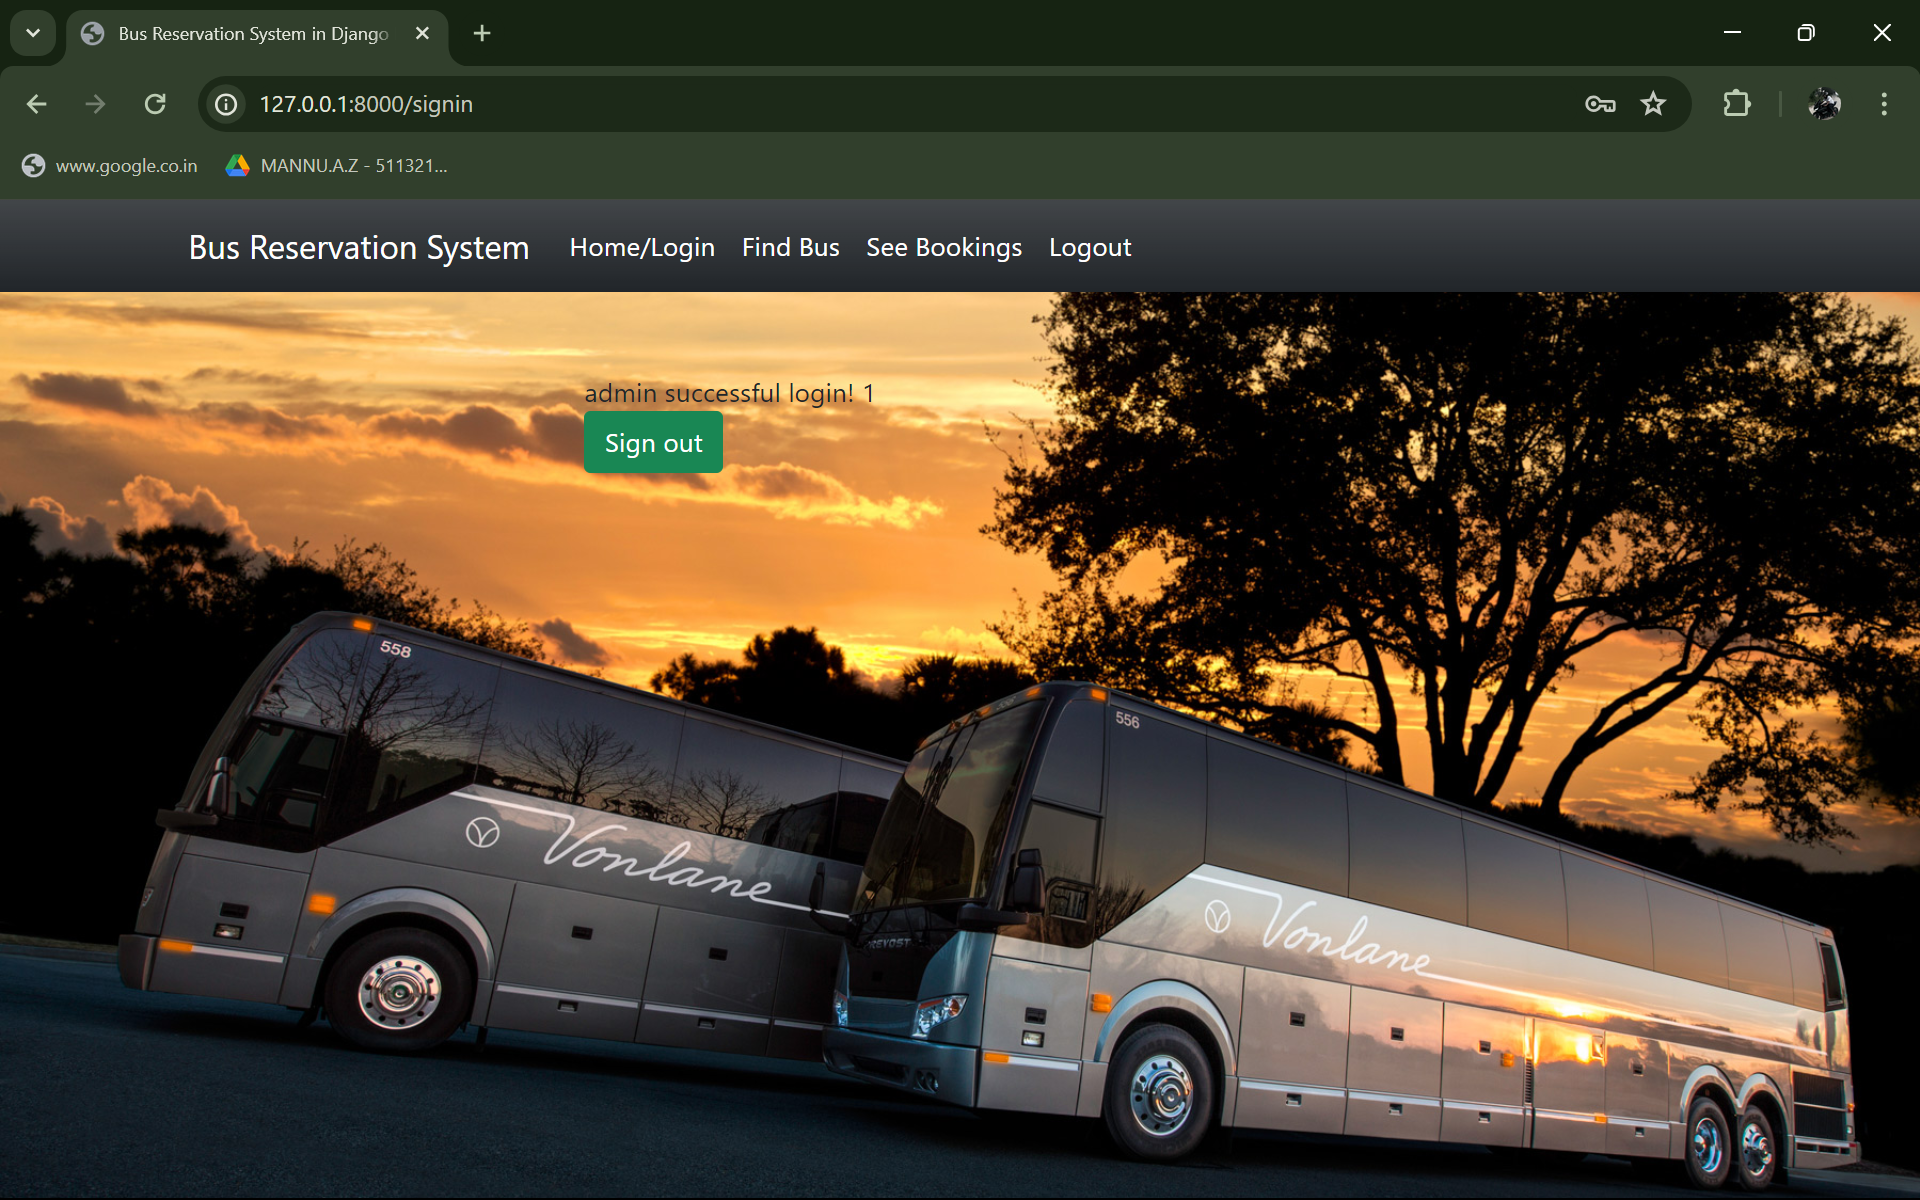 Bus Reservation System in Django
127.0.0.1:8000/signin
www.google.co.in
MANNU.A.Z - 511321...
Bus Reservation System
Home/Login
Find Bus
See Bookings
Logout
admin successful login! 1
Sign out
558
556
Vonlane
Vonlane
PREVOST